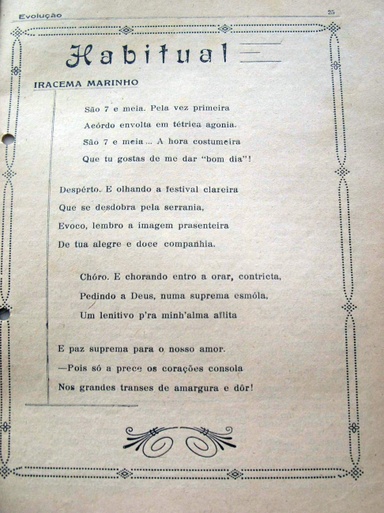 Evolução 25
Habitual
IRACEMA MARINHO
São 7 e meia. Pela vez primeira
Acórdo envolta em tétrica agonia.
São 7 e meia... A hora costumeira
Que tu gostas de me dar "bom dia"!
Despérto. E olhando a festival clareira
Que se desdobra pela serrania,
Evoco, lembro a imagem prasenteira
De tua alegre e doce companhia.
Chóro. E chorando entro a orar, contricta,
Pedindo a Deus, numa suprema esmóla,
Um lenitivo p'ra minh'alma aflita
E paz suprema para o nosso amor.
—Pois só a prece os corações consola
Nos grandes transes de amargura e dôr!